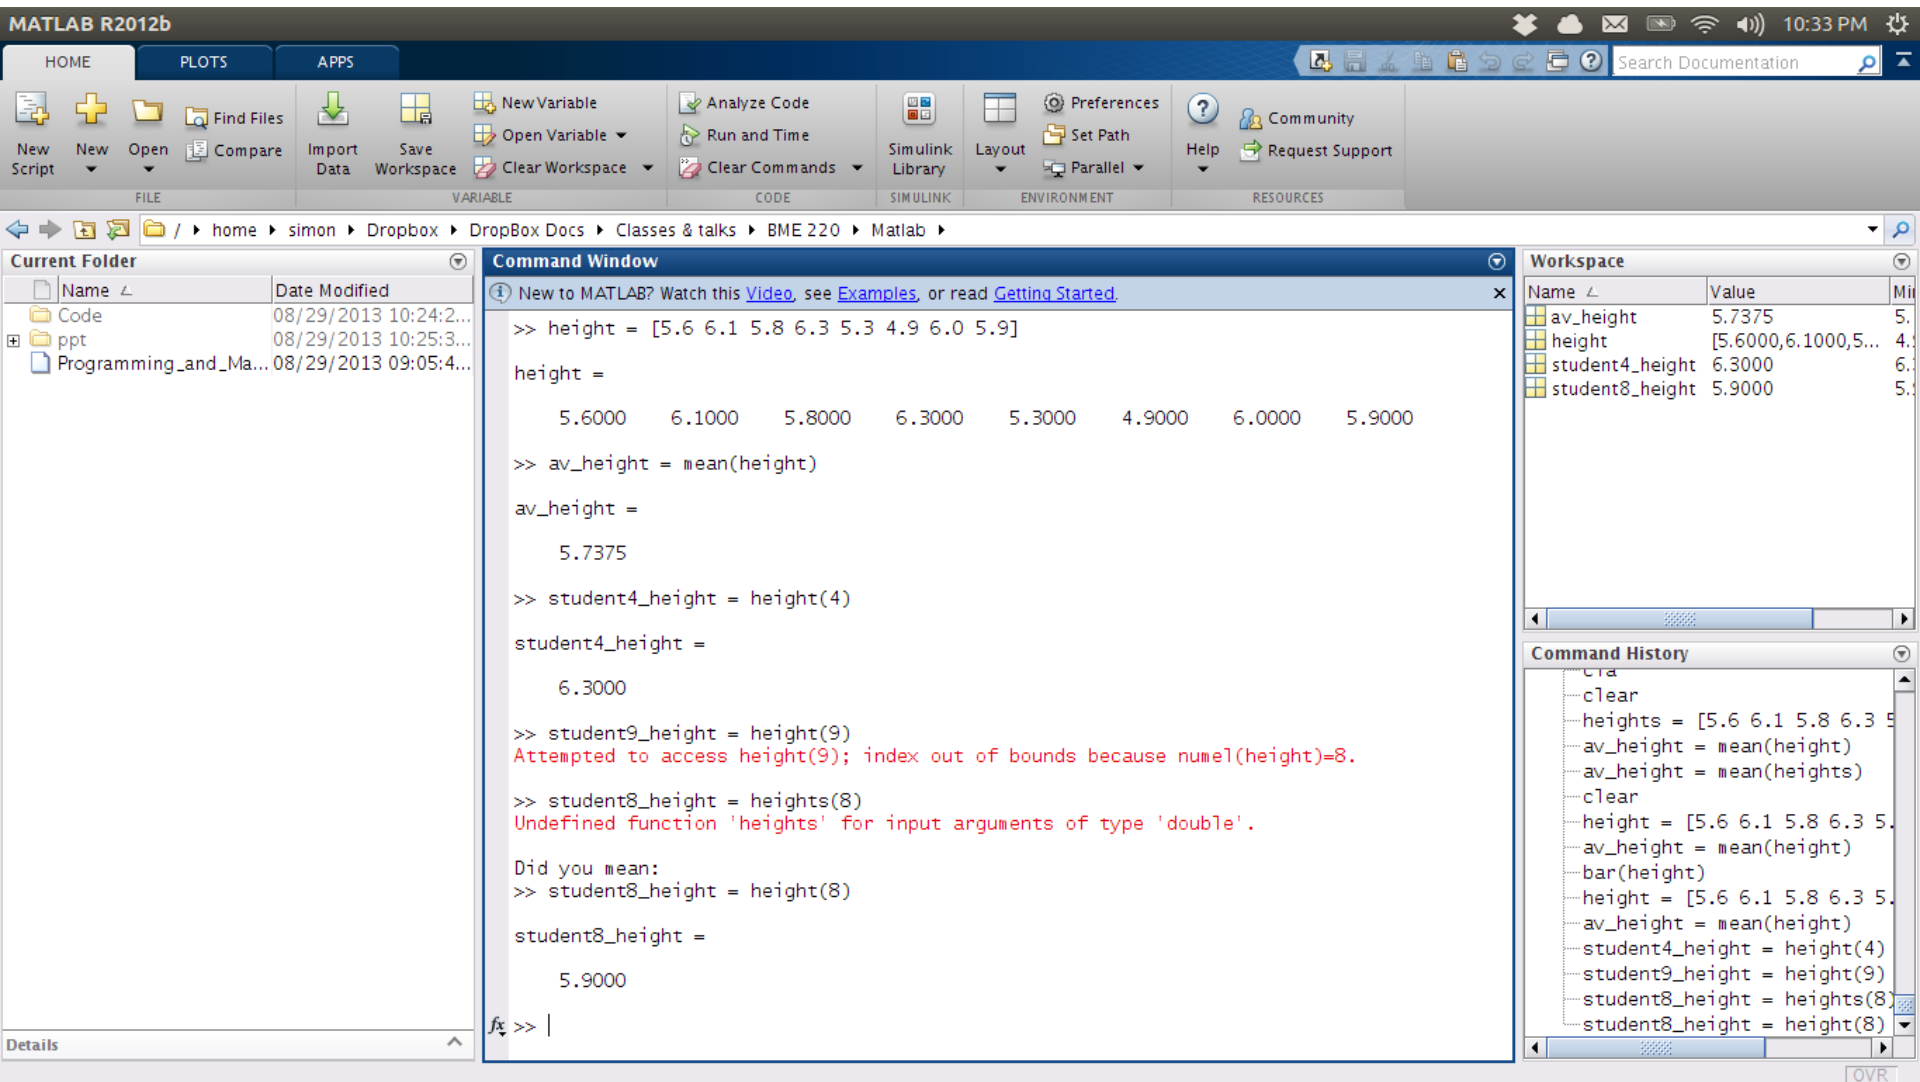 MATLAB R2012b
10:33 PM
HOME PLOTS APPS
Search Documentation
New Script
New
Open
Find Files
Compare
Import Data
Save Workspace
New Variable
Open Variable
Clear Workspace
Analyze Code
Run and Time
Clear Commands
Simulink Library
Layout
Preferences
Set Path
Parallel
Help
Community
Request Support
FILE VARIABLE CODE SIMULINK ENVIRONMENT RESOURCES
/ home simon Dropbox DropBox Docs Classes & talks BME 220 Matlab
Current Folder
Name Date Modified
Code 08/29/2013 10:24:2...
ppt 08/29/2013 10:25:3...
Programming_and_Ma... 08/29/2013 09:05:4...
Details
Command Window
New to MATLAB? Watch this Video, see Examples, or read Getting Started.
>> height = [5.6 6.1 5.8 6.3 5.3 4.9 6.0 5.9]
height =
5.6000 6.1000 5.8000 6.3000 5.3000 4.9000 6.0000 5.9000
>> av_height = mean(height)
av_height =
5.7375
>> student4_height = height(4)
student4_height =
6.3000
>> student9_height = height(9)
Attempted to access height(9); index out of bounds because numel(height)=8.
>> student8_height = heights(8)
Undefined function 'heights' for input arguments of type 'double'.
Did you mean:
>> student8_height = height(8)
student8_height =
5.9000
fx >>
Workspace
Name Value
av_height 5.7375
height [5.6000,6.1000,5...
student4_height 6.3000
student8_height 5.9000
Command History
clear
heights = [5.6 6.1 5.8 6.3 5
av_height = mean(height)
av_height = mean(heights)
clear
height = [5.6 6.1 5.8 6.3 5.
av_height = mean(height)
bar(height)
height = [5.6 6.1 5.8 6.3 5.
av_height = mean(height)
student4_height = height(4)
student9_height = height(9)
student8_height = heights(8)
student8_height = height(8)
OVR